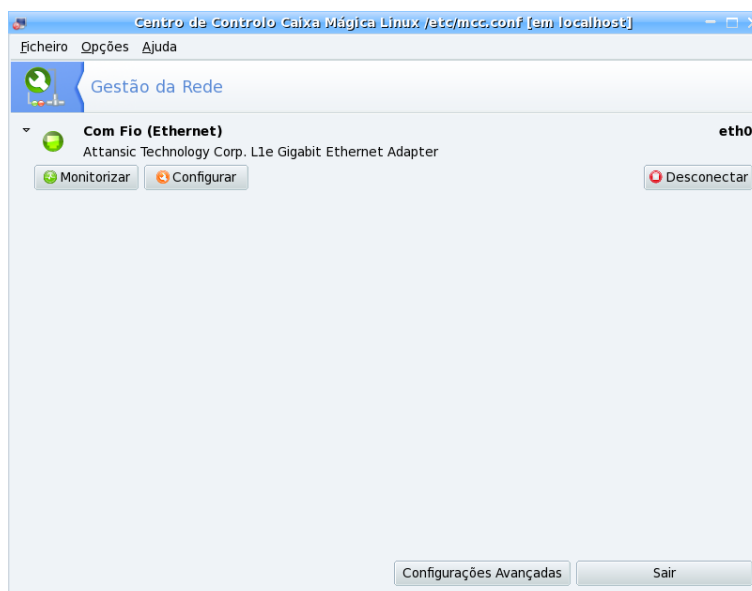 Centro de Controlo Caixa Mágica Linux /etc/mcc.conf [em localhost]
Ficheiro Opções Ajuda
Gestão da Rede
Com Fio (Ethernet) eth0
Attansic Technology Corp. L1e Gigabit Ethernet Adapter
Monitorizar Configurar Desconectar
Configurações Avançadas Sair